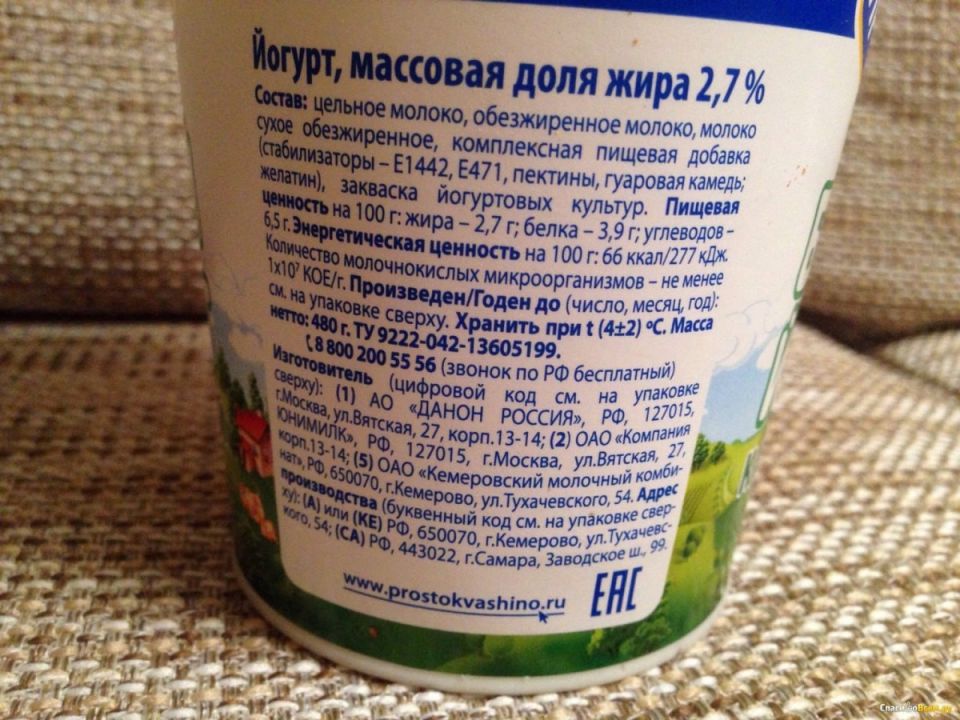 Йогурт, массовая доля жира 2,7 %
Состав: цельное молоко, обезжиренное молоко, молоко
сухое обезжиренное, комплексная пищевая добавка
(стабилизаторы – Е1442, Е471, пектины, гуаровая камедь;
желатин), закваска йогуртовых культур. Пищевая
ценность на 100 г: жира – 2,7 г; белка – 3,9 г; углеводов –
6,5 г. Энергетическая ценность на 100 г: 66 ккал/277 кДж.
Количество молочнокислых микроорганизмов – не менее
1х10⁷ КОЕ/г. Произведен/Годен до (число, месяц, год):
см. на упаковке сверху. Хранить при t (4±2) ºС. Масса
нетто: 480 г. ТУ 9222-042-13605199.
8 800 200 55 56 (звонок по РФ бесплатный)
Изготовитель (цифровой код см. на упаковке
сверху): (1) АО «ДАНОН РОССИЯ», РФ, 127015,
г.Москва, ул.Вятская, 27, корп.13-14; (2) ОАО «Компания
ЮНИМИЛК», РФ, 127015, г.Москва, ул.Вятская, 27,
корп.13-14; (5) ОАО «Кемеровский молочный комби-
нат», РФ, 650070, г.Кемерово, ул.Тухачевского, 54. Адрес
производства (буквенный код см. на упаковке свер-
ху): (А) или (КЕ) РФ, 650070, г.Кемерово, ул.Тухачевс-
кого, 54; (СА) РФ, 443022, г.Самара, Заводское ш., 99.
www.prostokvashino.ru
ЕАС